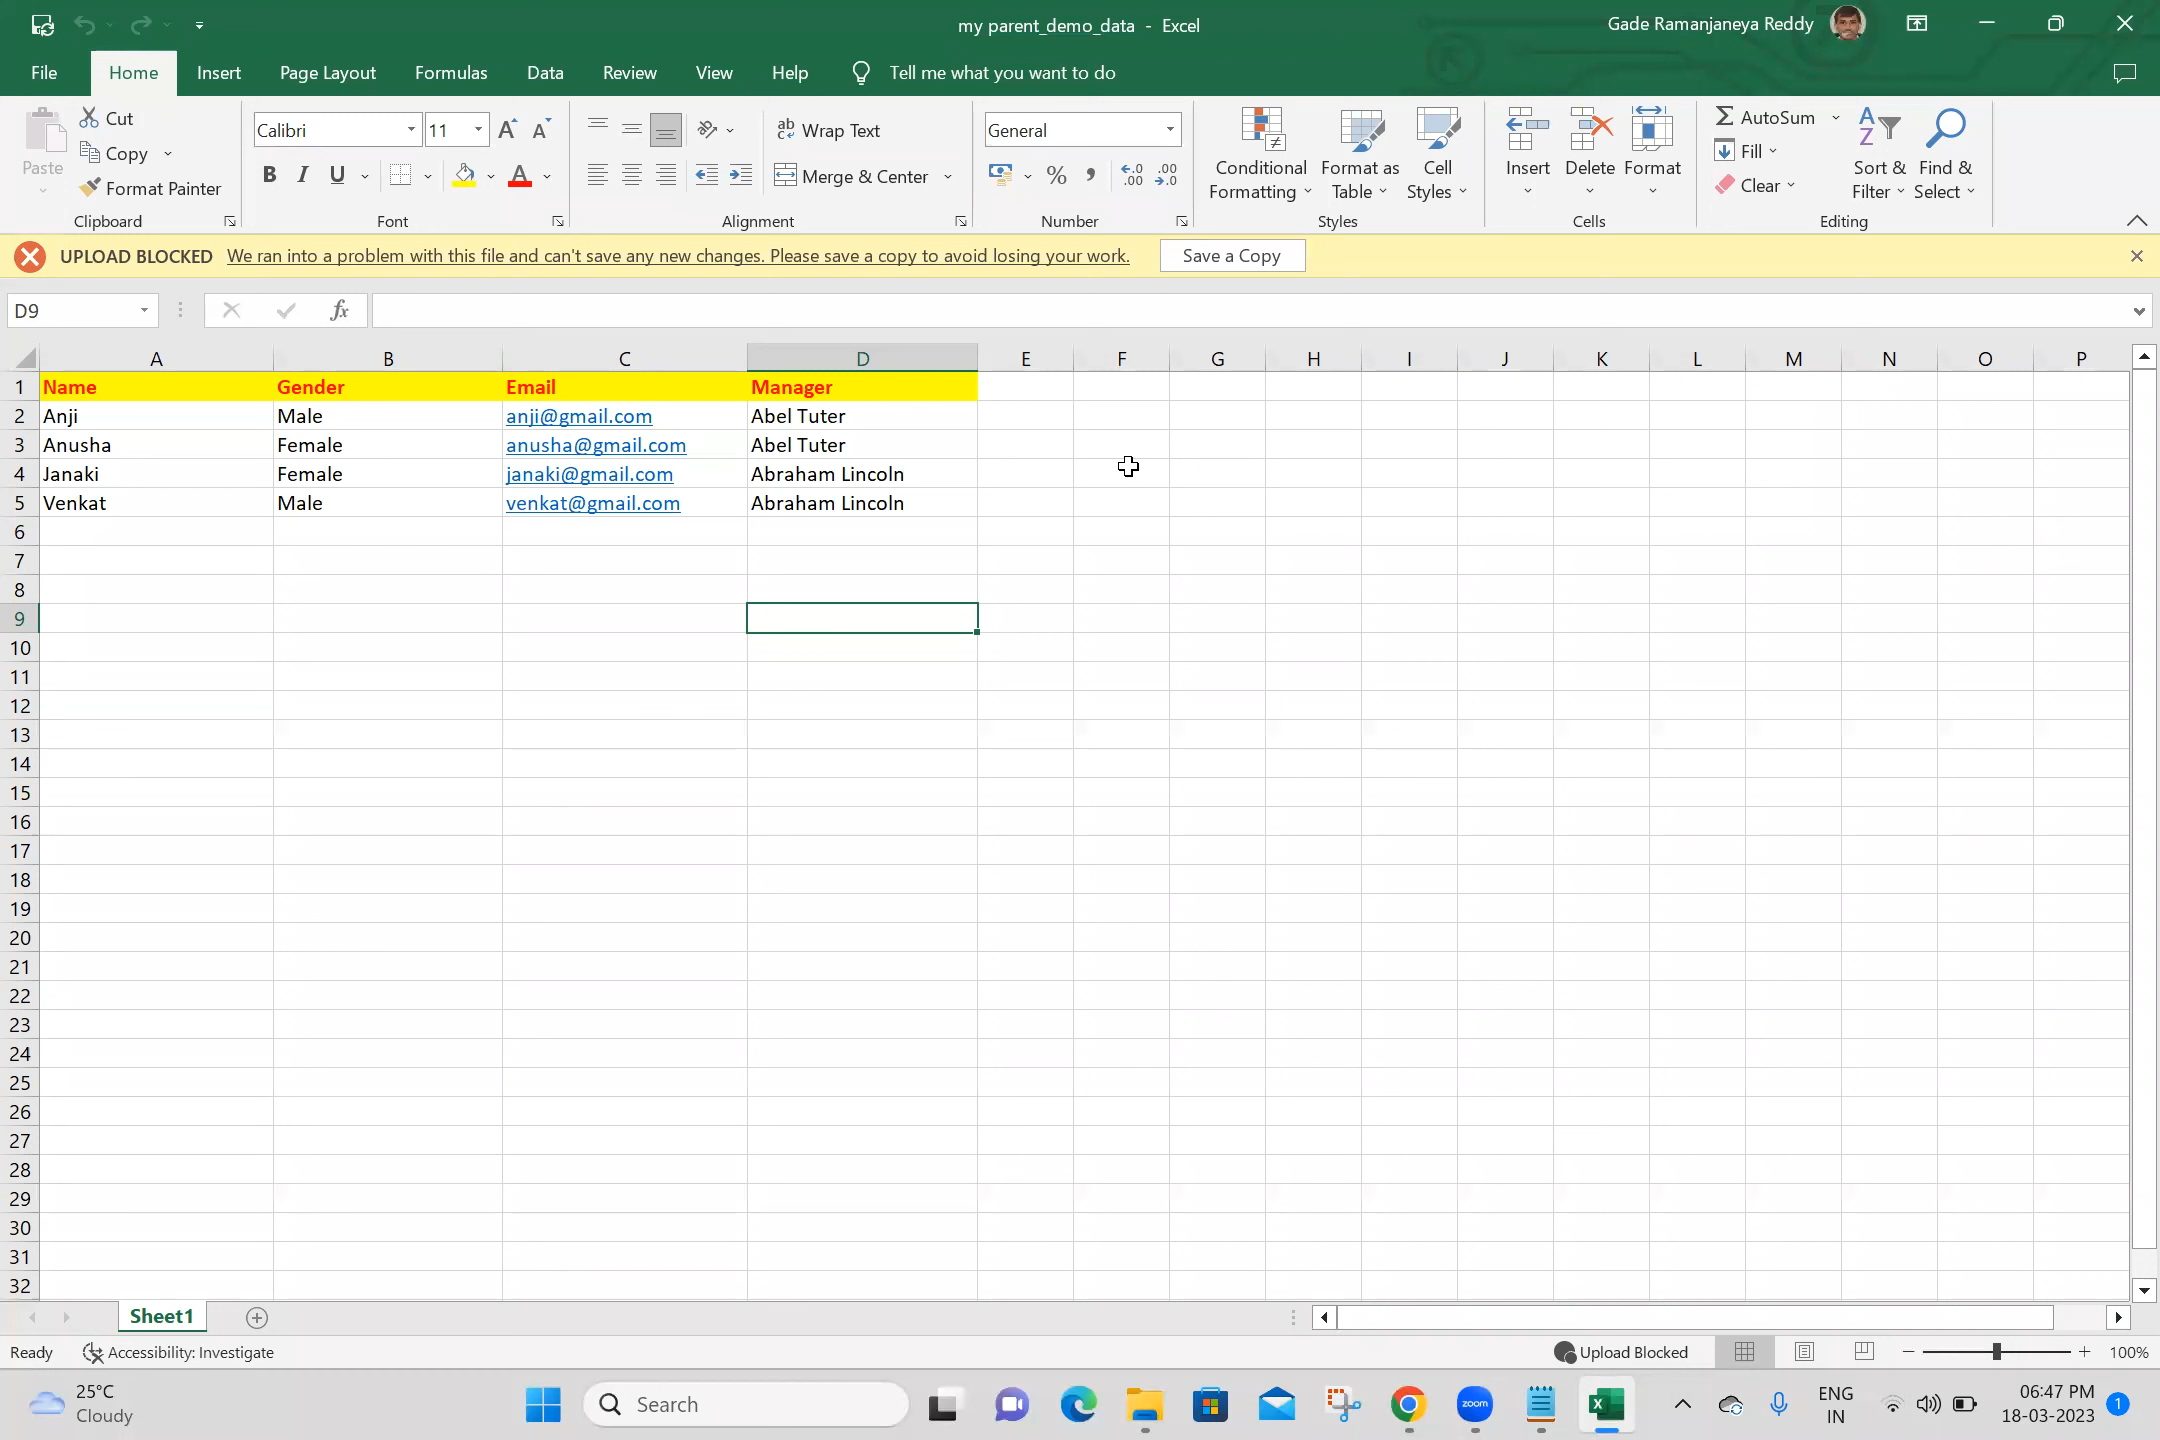 my parent_demo_data - Excel
Gade Ramanjaneya Reddy
File Home Insert Page Layout Formulas Data Review View Help Tell me what you want to do
Paste
Cut
Copy
Format Painter
Clipboard
Calibri 11
B I U
Font
Wrap Text
Merge & Center
Alignment
General
Number
Conditional Formatting
Format as Table
Cell Styles
Styles
Insert
Delete
Format
Cells
AutoSum
Fill
Clear
Sort & Filter
Find & Select
Editing
UPLOAD BLOCKED We ran into a problem with this file and can't save any new changes. Please save a copy to avoid losing your work. Save a Copy
D9 fx
A B C D E F G H I J K L M N O P
1 Name Gender Email Manager
2 Anji Male anji@gmail.com Abel Tuter
3 Anusha Female anusha@gmail.com Abel Tuter
4 Janaki Female janaki@gmail.com Abraham Lincoln
5 Venkat Male venkat@gmail.com Abraham Lincoln
6
7
8
9
10
11
12
13
14
15
16
17
18
19
20
21
22
23
24
25
26
27
28
29
30
31
32
Sheet1
Ready Accessibility: Investigate Upload Blocked 100%
25°C
Cloudy
Search
zoom
ENG
IN
06:47 PM
18-03-2023
1